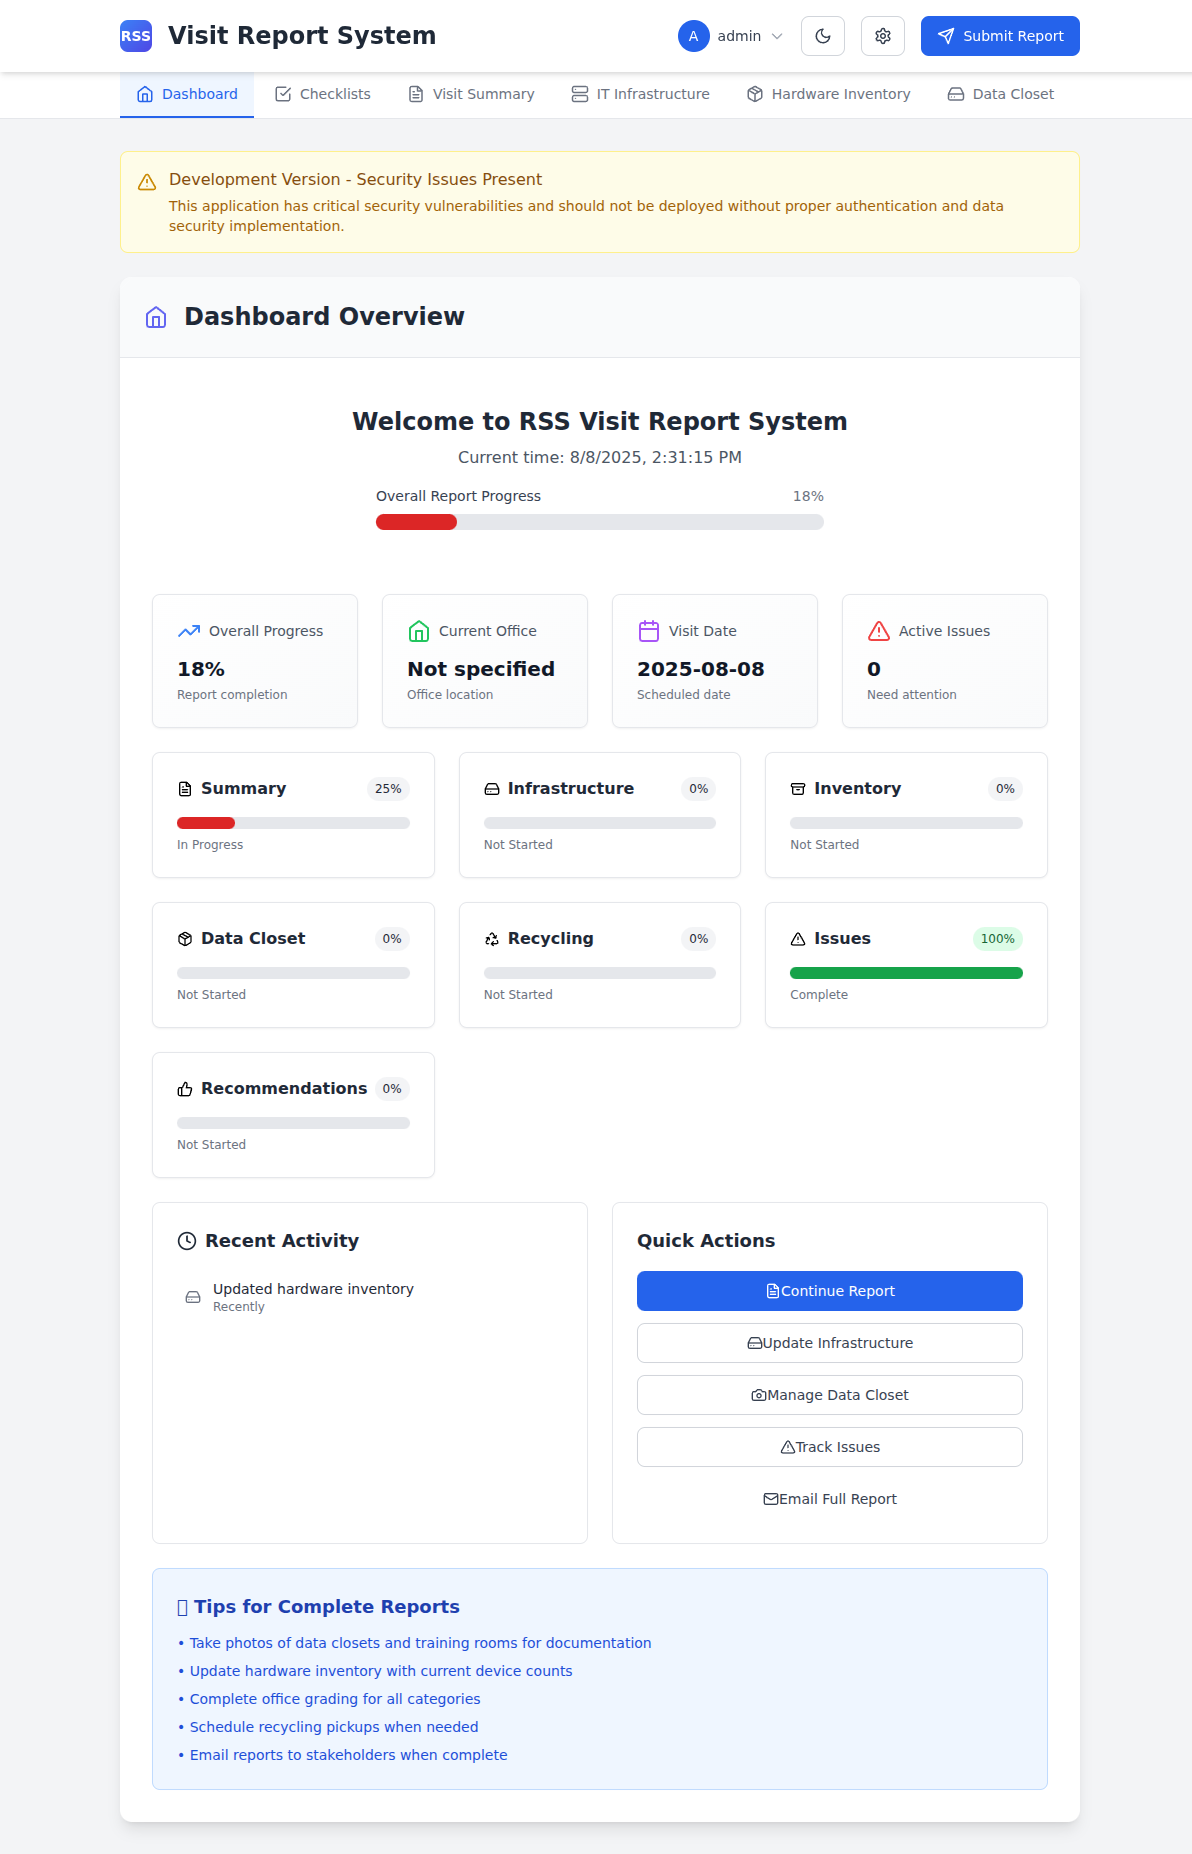 RSS Visit Report System
A admin
Submit Report
Dashboard
Checklists
Visit Summary
IT Infrastructure
Hardware Inventory
Data Closet
Development Version - Security Issues Present
This application has critical security vulnerabilities and should not be deployed without proper authentication and data
security implementation.
Dashboard Overview
Welcome to RSS Visit Report System
Current time: 8/8/2025, 2:31:15 PM
Overall Report Progress 18%
Overall Progress
18%
Report completion
Current Office
Not specified
Office location
Visit Date
2025-08-08
Scheduled date
Active Issues
0
Need attention
Summary 25%
In Progress
Infrastructure 0%
Not Started
Inventory 0%
Not Started
Data Closet 0%
Not Started
Recycling 0%
Not Started
Issues 100%
Complete
Recommendations 0%
Not Started
Recent Activity
Updated hardware inventory
Recently
Quick Actions
Continue Report
Update Infrastructure
Manage Data Closet
Track Issues
Email Full Report
Tips for Complete Reports
• Take photos of data closets and training rooms for documentation
• Update hardware inventory with current device counts
• Complete office grading for all categories
• Schedule recycling pickups when needed
• Email reports to stakeholders when complete